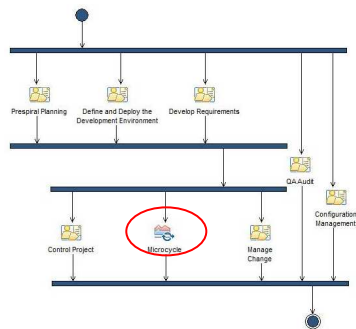 Prespiral Planning
Define and Deploy the
Development Environment
Develop Requirements
QA Audit
Configuration
Management
Control Project
Microcycle
Manage
Change